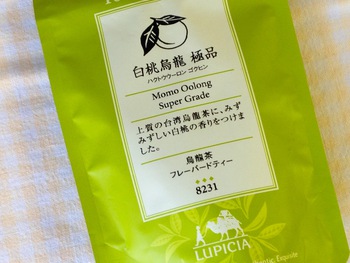 白桃烏龍 極品
ハクトウウーロン ゴクヒン
Momo Oolong
Super Grade
上質の台湾烏龍茶に、みず
みずしい白桃の香りをつけま
した。
烏龍茶
フレーバードティー
8231
LUPICIA